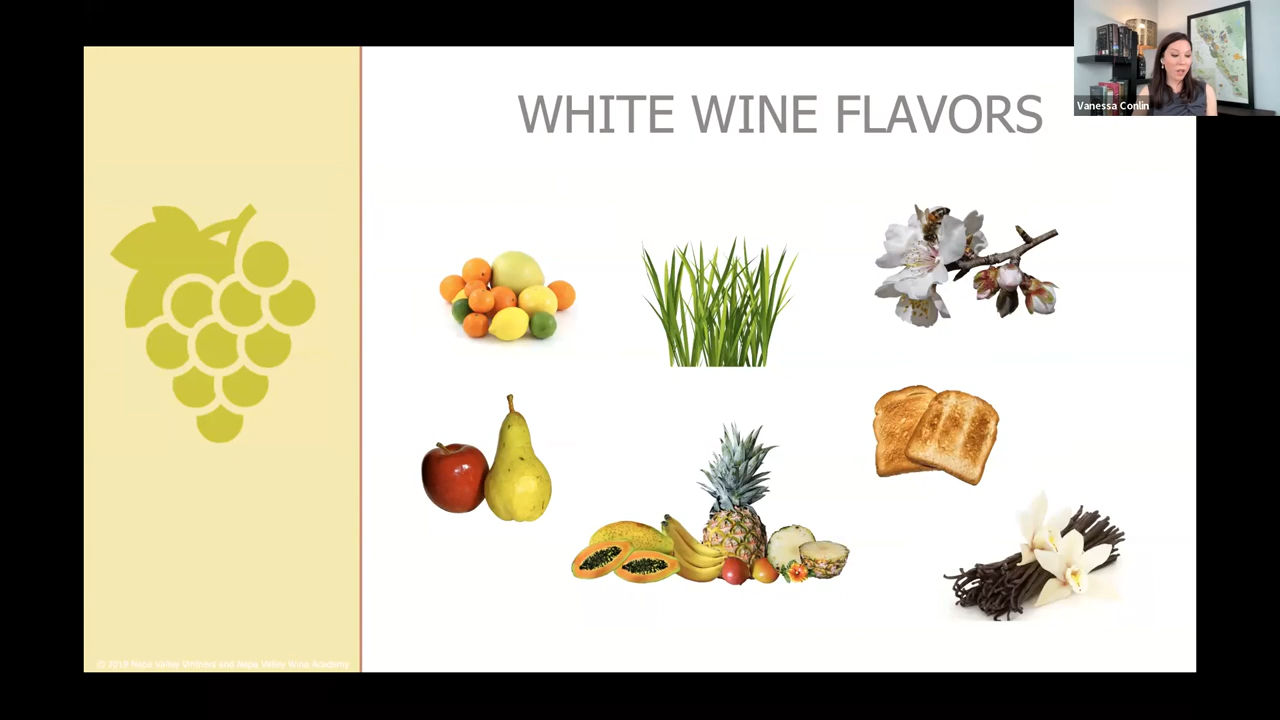 WHITE WINE FLAVORS
Vanessa Conlin
© 2019 Napa Valley Vintners and Napa Valley Wine Academy